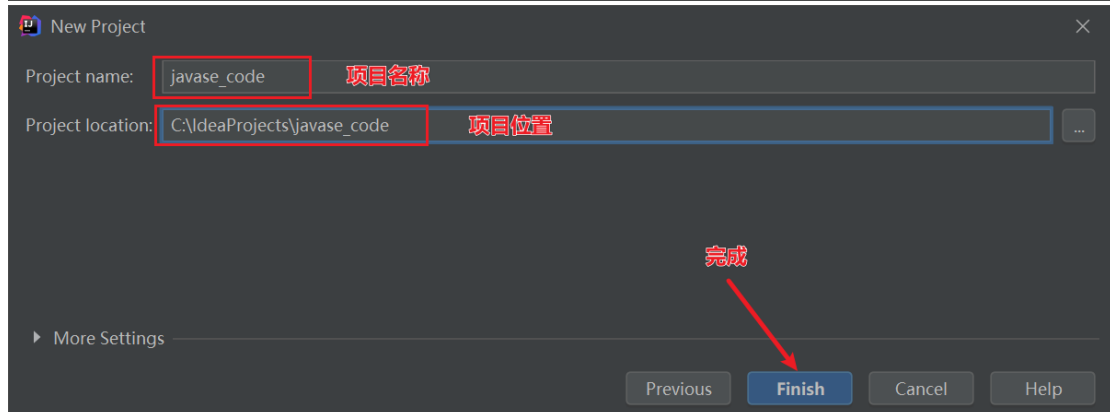 New Project
Project name: javase_code 项目名称
Project location: C:\IdeaProjects\javase_code 项目位置 ...
完成
More Settings
Previous Finish Cancel Help